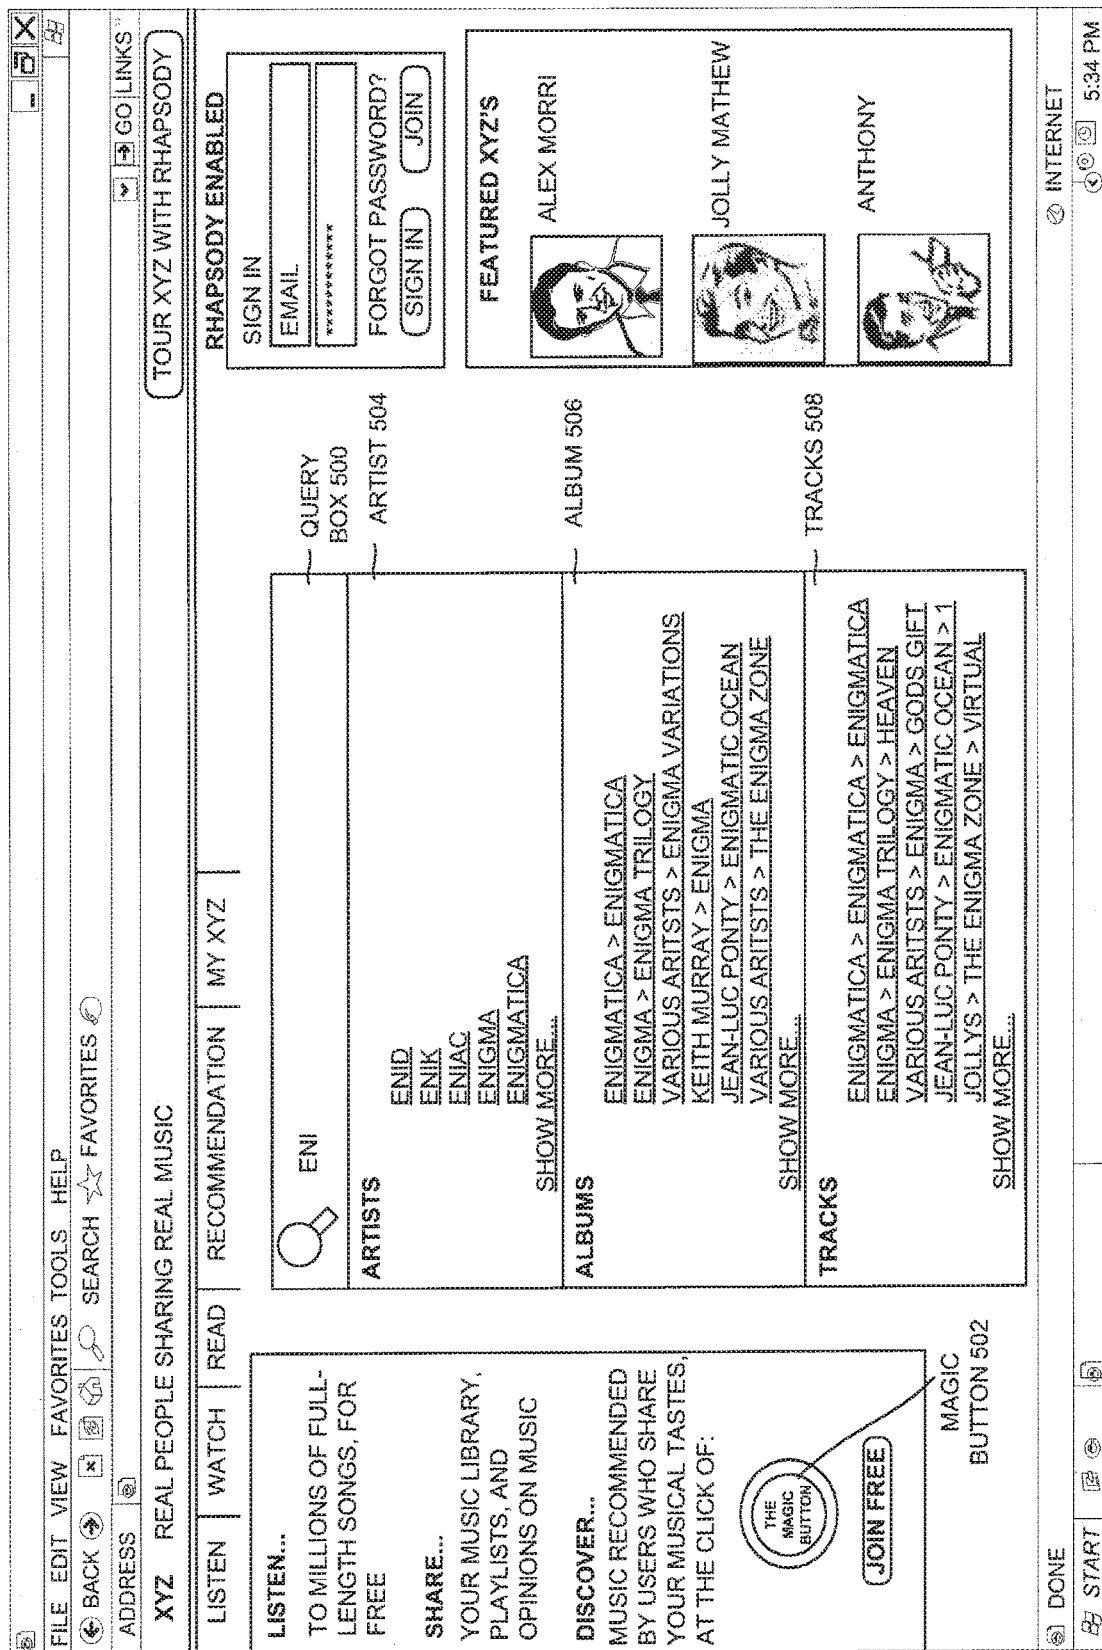 FILE EDIT VIEW FAVORITES TOOLS HELP
BACK SEARCH FAVORITES
ADDRESS GO LINKS »
XYZ REAL PEOPLE SHARING REAL MUSIC TOUR XYZ WITH RHAPSODY
LISTEN WATCH READ RECOMMENDATION MY XYZ
LISTEN...
TO MILLIONS OF FULL-
LENGTH SONGS, FOR
FREE
SHARE...
YOUR MUSIC LIBRARY,
PLAYLISTS, AND
OPINIONS ON MUSIC
DISCOVER...
MUSIC RECOMMENDED
BY USERS WHO SHARE
YOUR MUSICAL TASTES,
AT THE CLICK OF:
THE
MAGIC
BUTTON
JOIN FREE
MAGIC
BUTTON 502
ENI
QUERY
BOX 500
ARTISTS
ARTIST 504
ENID
ENIK
ENIAC
ENIGMA
ENIGMATICA
SHOW MORE...
ALBUMS
ALBUM 506
ENIGMATICA > ENIGMATICA
ENIGMA > ENIGMA TRILOGY
VARIOUS ARITSTS > ENIGMA VARIATIONS
KEITH MURRAY > ENIGMA
JEAN-LUC PONTY > ENIGMATIC OCEAN
VARIOUS ARITSTS > THE ENIGMA ZONE
SHOW MORE...
TRACKS
TRACKS 508
ENIGMATICA > ENIGMATICA > ENIGMATICA
ENIGMA > ENIGMA TRILOGY > HEAVEN
VARIOUS ARITSTS > ENIGMA > GODS GIFT
JEAN-LUC PONTY > ENIGMATIC OCEAN > 1
JOLLYS > THE ENIGMA ZONE > VIRTUAL
SHOW MORE...
RHAPSODY ENABLED
SIGN IN
EMAIL
************
FORGOT PASSWORD?
SIGN IN JOIN
FEATURED XYZ'S
ALEX MORRI
JOLLY MATHEW
ANTHONY
DONE INTERNET
START 5:34 PM